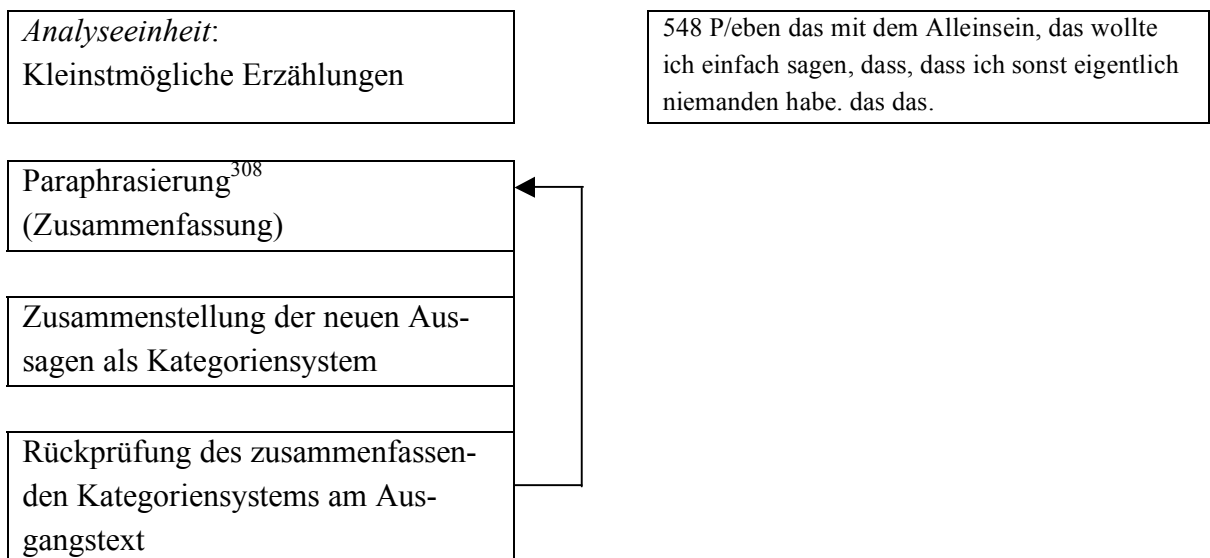 Analyseeinheit:
Kleinstmögliche Erzählungen
548 P/eben das mit dem Alleinsein, das wollte
ich einfach sagen, dass, dass ich sonst eigentlich
niemanden habe. das das.
Paraphrasierung308
(Zusammenfassung)
Zusammenstellung der neuen Aus-
sagen als Kategoriensystem
Rückprüfung des zusammenfassen-
den Kategoriensystems am Aus-
gangstext